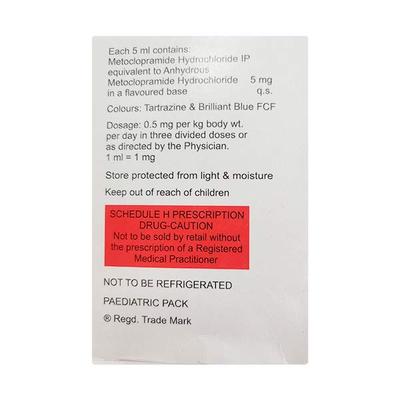 Each 5 ml contains:
Metoclopramide Hydrochloride IP
equivalent to Anhydrous
Metoclopramide Hydrochloride 5 mg
in a flavoured base q.s.
Colours: Tartrazine & Brilliant Blue FCF
Dosage: 0.5 mg per kg body wt.
per day in three divided doses or
as directed by the Physician.
1 ml = 1 mg
Store protected from light & moisture
Keep out of reach of children
SCHEDULE H PRESCRIPTION
DRUG-CAUTION
Not to be sold by retail without
the prescription of a Registered
Medical Practitioner
NOT TO BE REFRIGERATED
PAEDIATRIC PACK
® Regd. Trade Mark